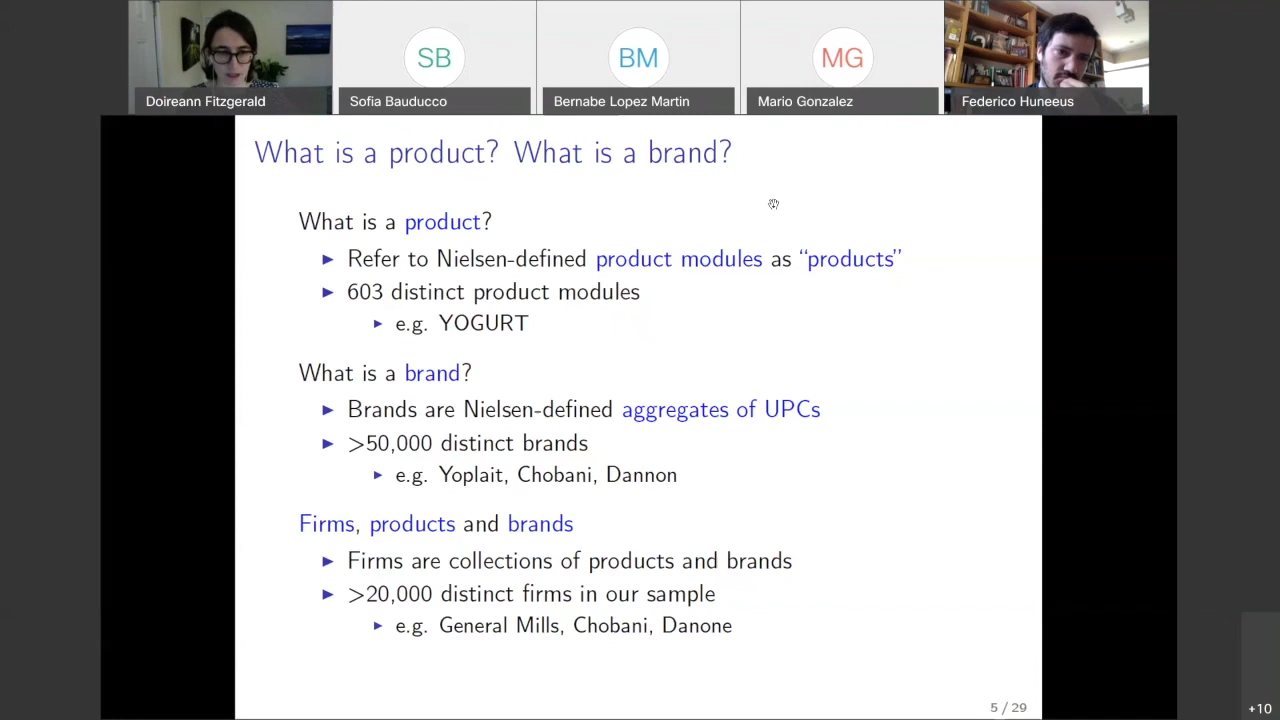 SB
BM
MG
Doireann Fitzgerald
Sofia Bauducco
Bernabe Lopez Martin
Mario Gonzalez
Federico Huneeus
What is a product? What is a brand?
What is a product?
▶ Refer to Nielsen-defined product modules as “products”
▶ 603 distinct product modules
▶ e.g. YOGURT
What is a brand?
▶ Brands are Nielsen-defined aggregates of UPCs
▶ >50,000 distinct brands
▶ e.g. Yoplait, Chobani, Dannon
Firms, products and brands
▶ Firms are collections of products and brands
▶ >20,000 distinct firms in our sample
▶ e.g. General Mills, Chobani, Danone
5 / 29
+10